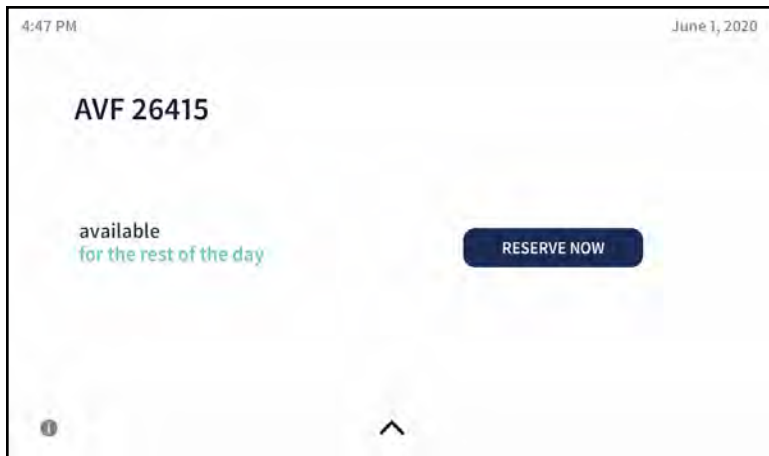 4:47 PM
June 1, 2020
AVF 26415
available
for the rest of the day
RESERVE NOW